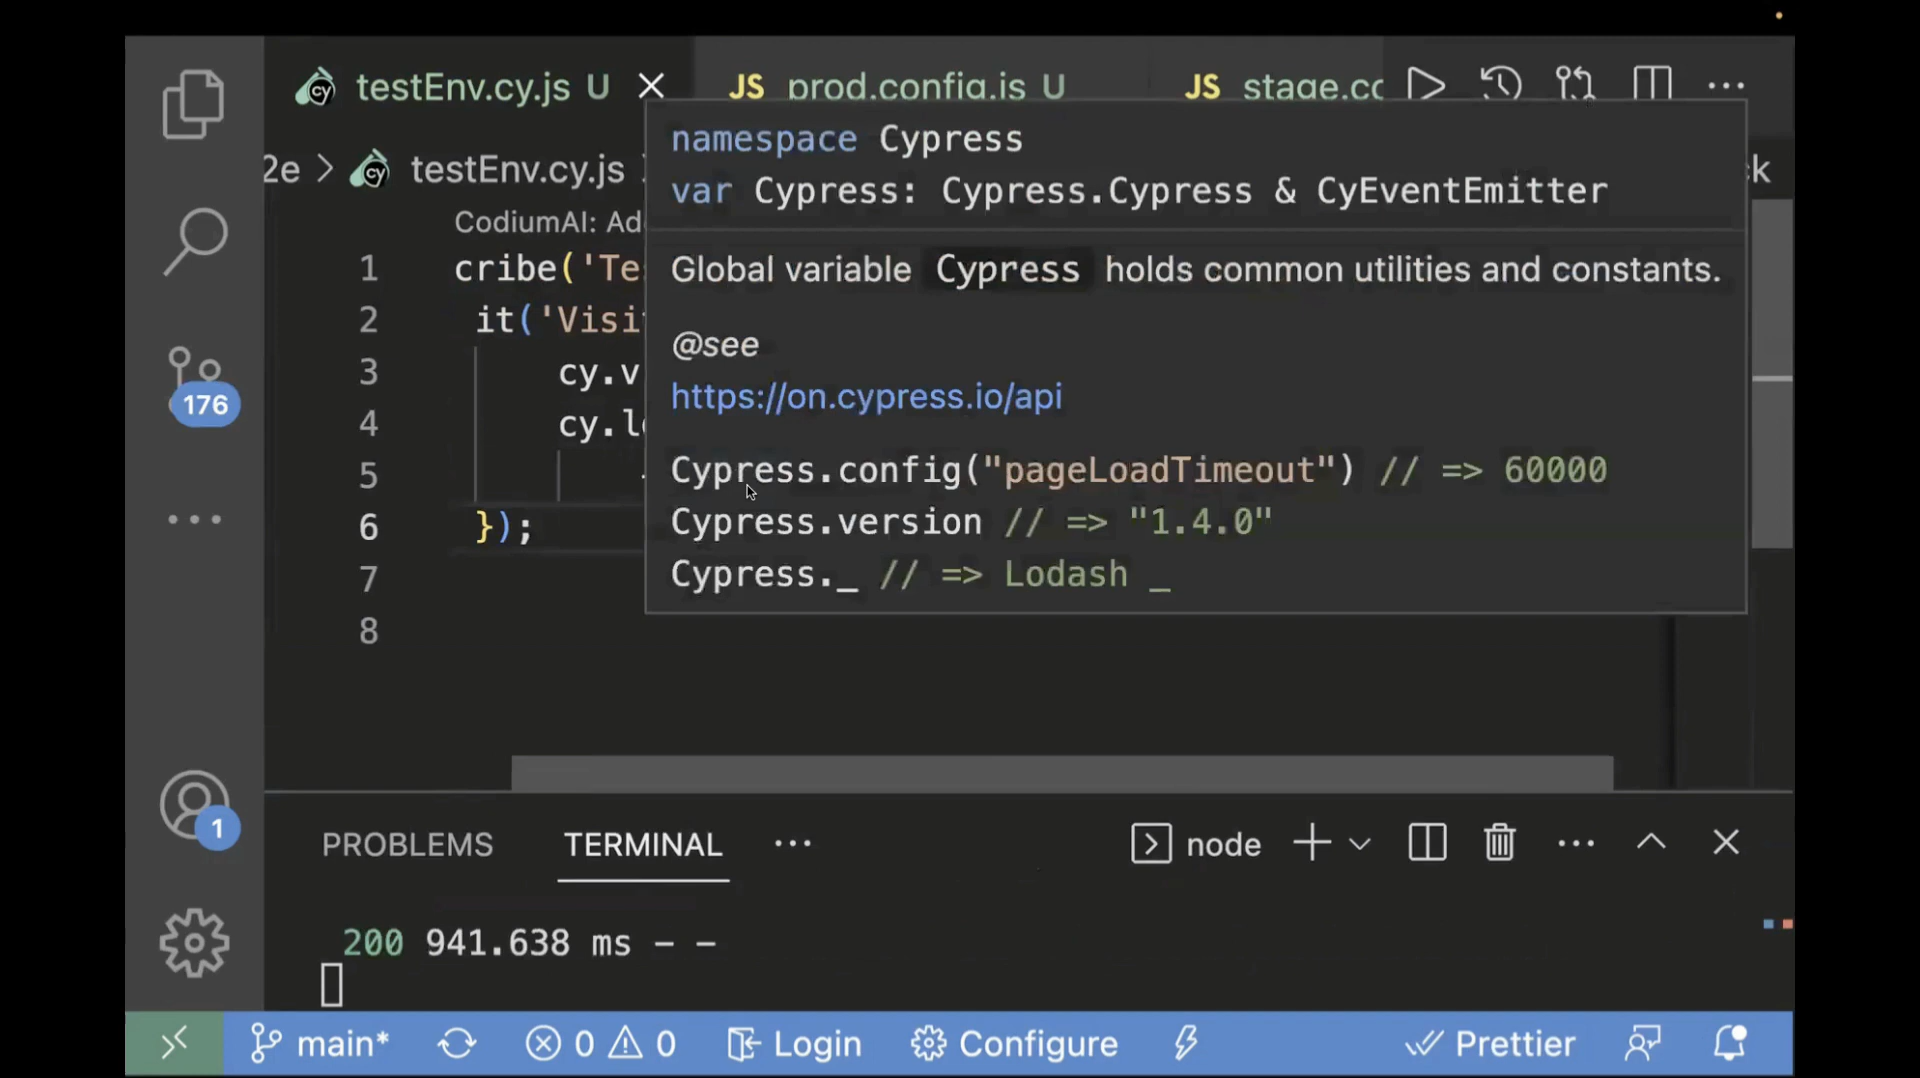 testEnv.cy.js U
JS prod.config.js U
JS stage.cc
2e > testEnv.cy.js
k
namespace Cypress
var Cypress: Cypress.Cypress & CyEventEmitter
CodiumAI: Ad
Global variable Cypress holds common utilities and constants.
1 cribe('Te
2 it('Visi
@see
3 cy.v
https://on.cypress.io/api
4 cy.l
5
Cypress.config("pageLoadTimeout") // => 60000
6 });
Cypress.version // => "1.4.0"
7
Cypress._ // => Lodash _
8
176
1
PROBLEMS TERMINAL ... node
200 941.638 ms - -
main* 0 0 Login Configure Prettier